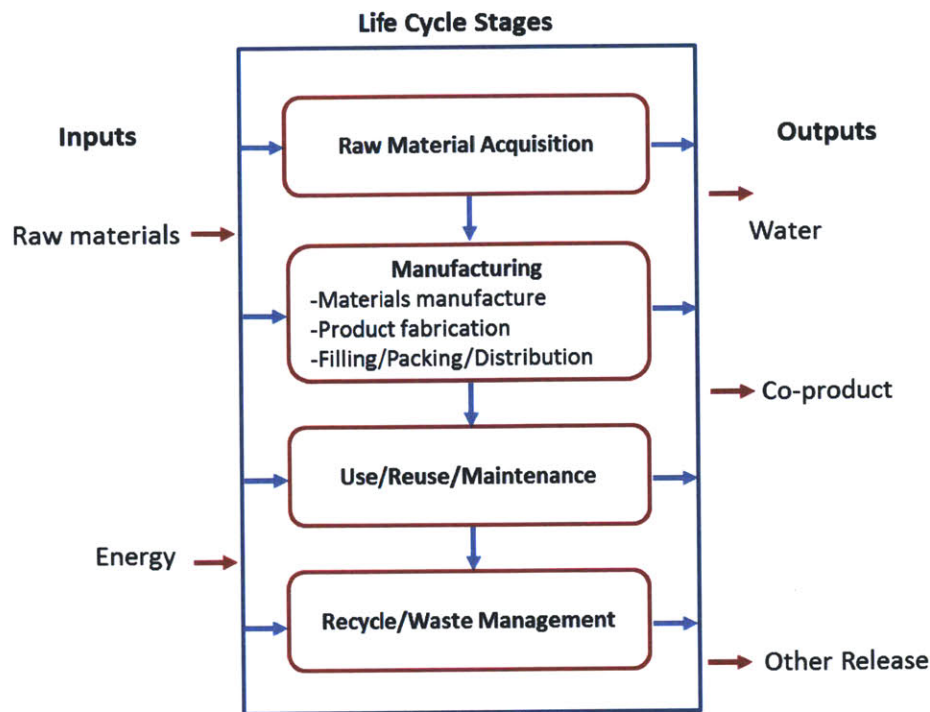 Life Cycle Stages
Inputs
Outputs
Raw Material Acquisition
Raw materials
Water
Manufacturing
-Materials manufacture
-Product fabrication
-Filling/Packing/Distribution
Co-product
Use/Reuse/Maintenance
Energy
Recycle/Waste Management
Other Release